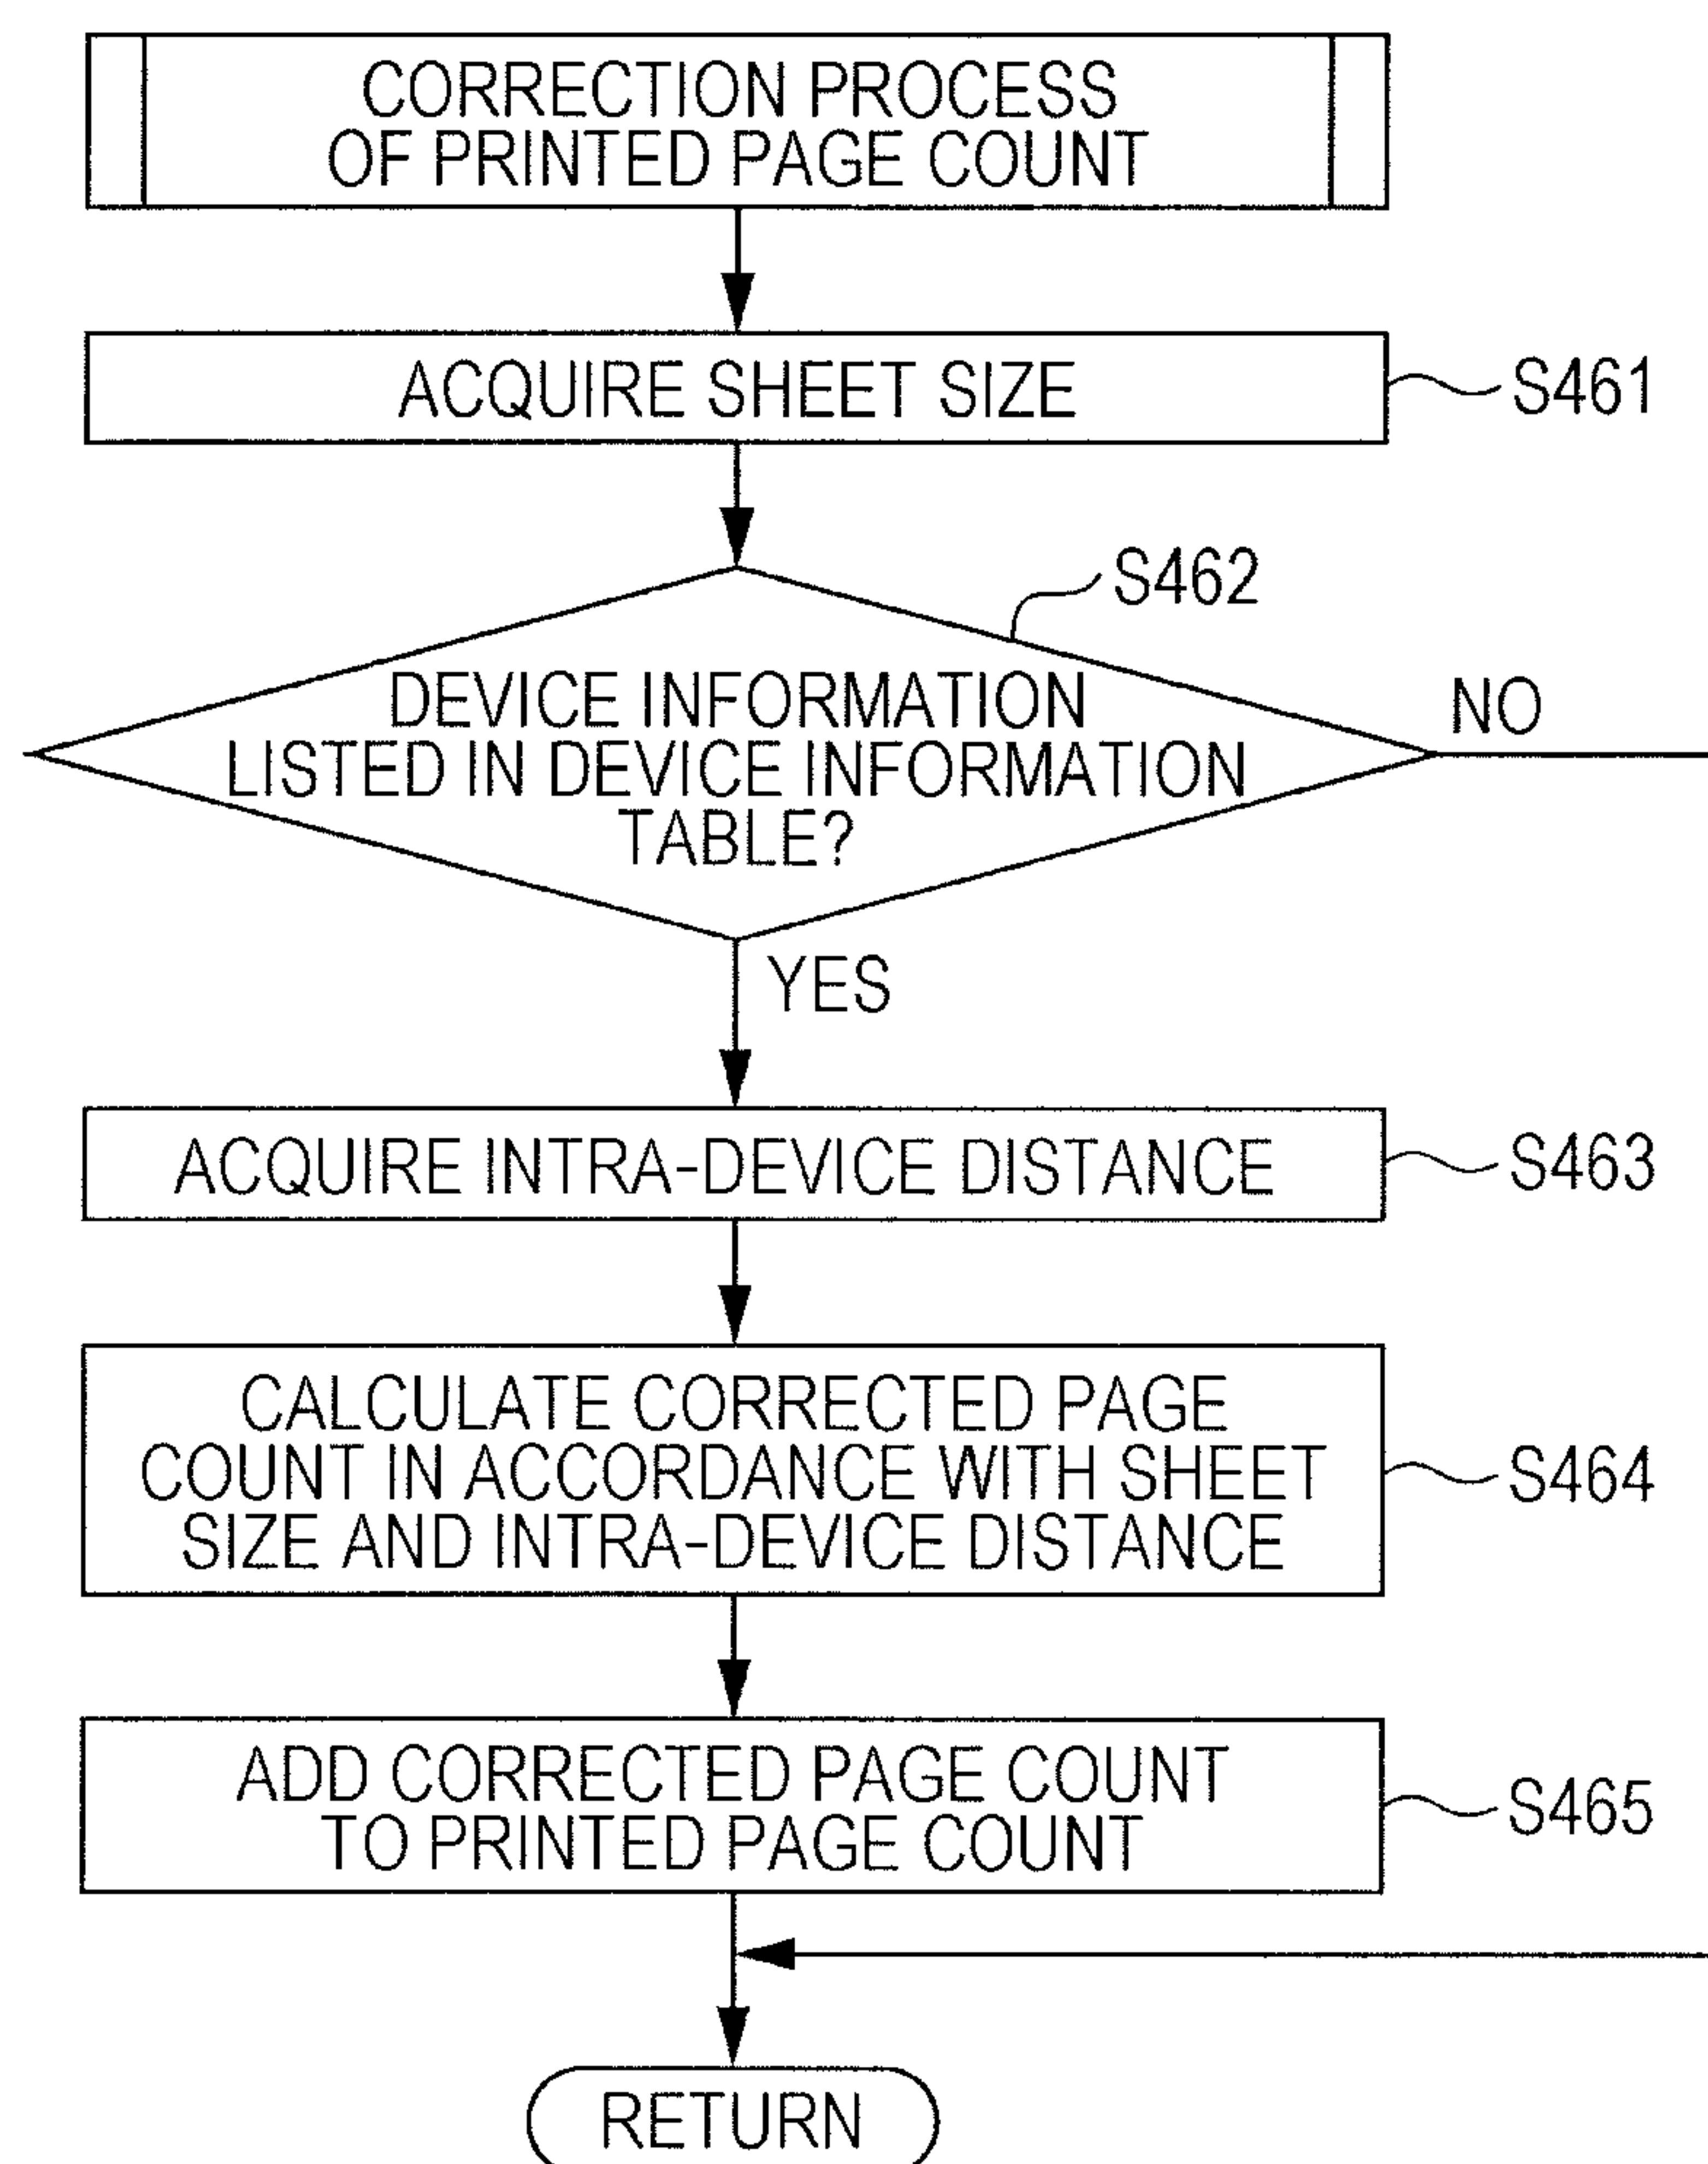 CORRECTION PROCESS
OF PRINTED PAGE COUNT
ACQUIRE SHEET SIZE
S461
S462
DEVICE INFORMATION
LISTED IN DEVICE INFORMATION
TABLE?
NO
YES
ACQUIRE INTRA-DEVICE DISTANCE
S463
CALCULATE CORRECTED PAGE
COUNT IN ACCORDANCE WITH SHEET
SIZE AND INTRA-DEVICE DISTANCE
S464
ADD CORRECTED PAGE COUNT
TO PRINTED PAGE COUNT
S465
RETURN